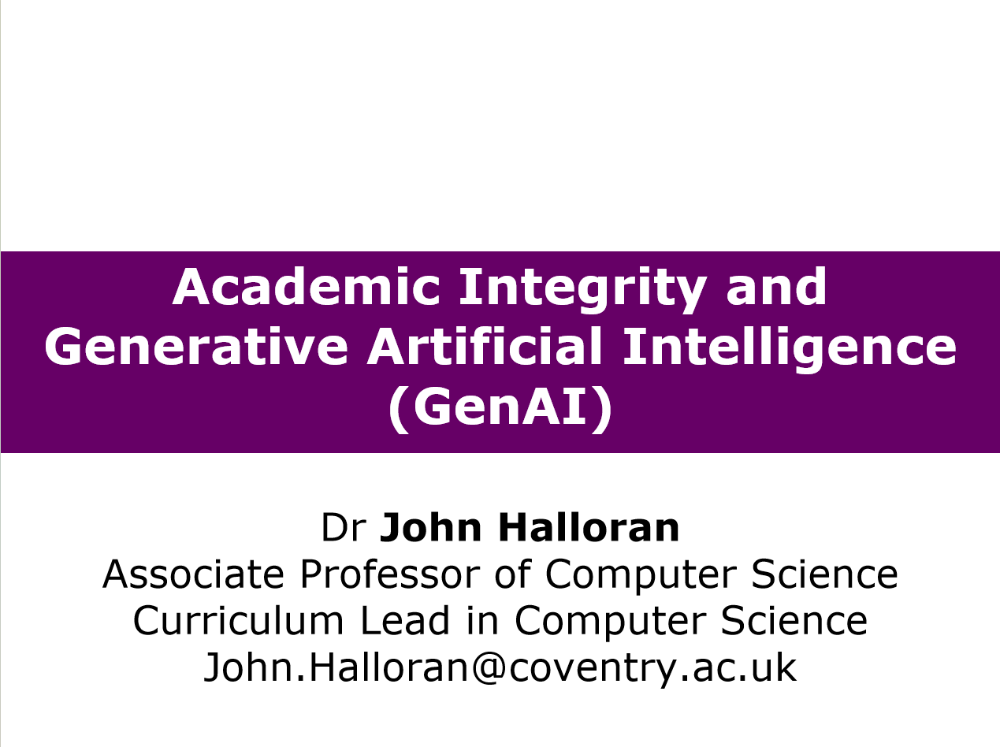 Academic Integrity and
Generative Artificial Intelligence
(GenAI)
Dr John Halloran
Associate Professor of Computer Science
Curriculum Lead in Computer Science
John.Halloran@coventry.ac.uk